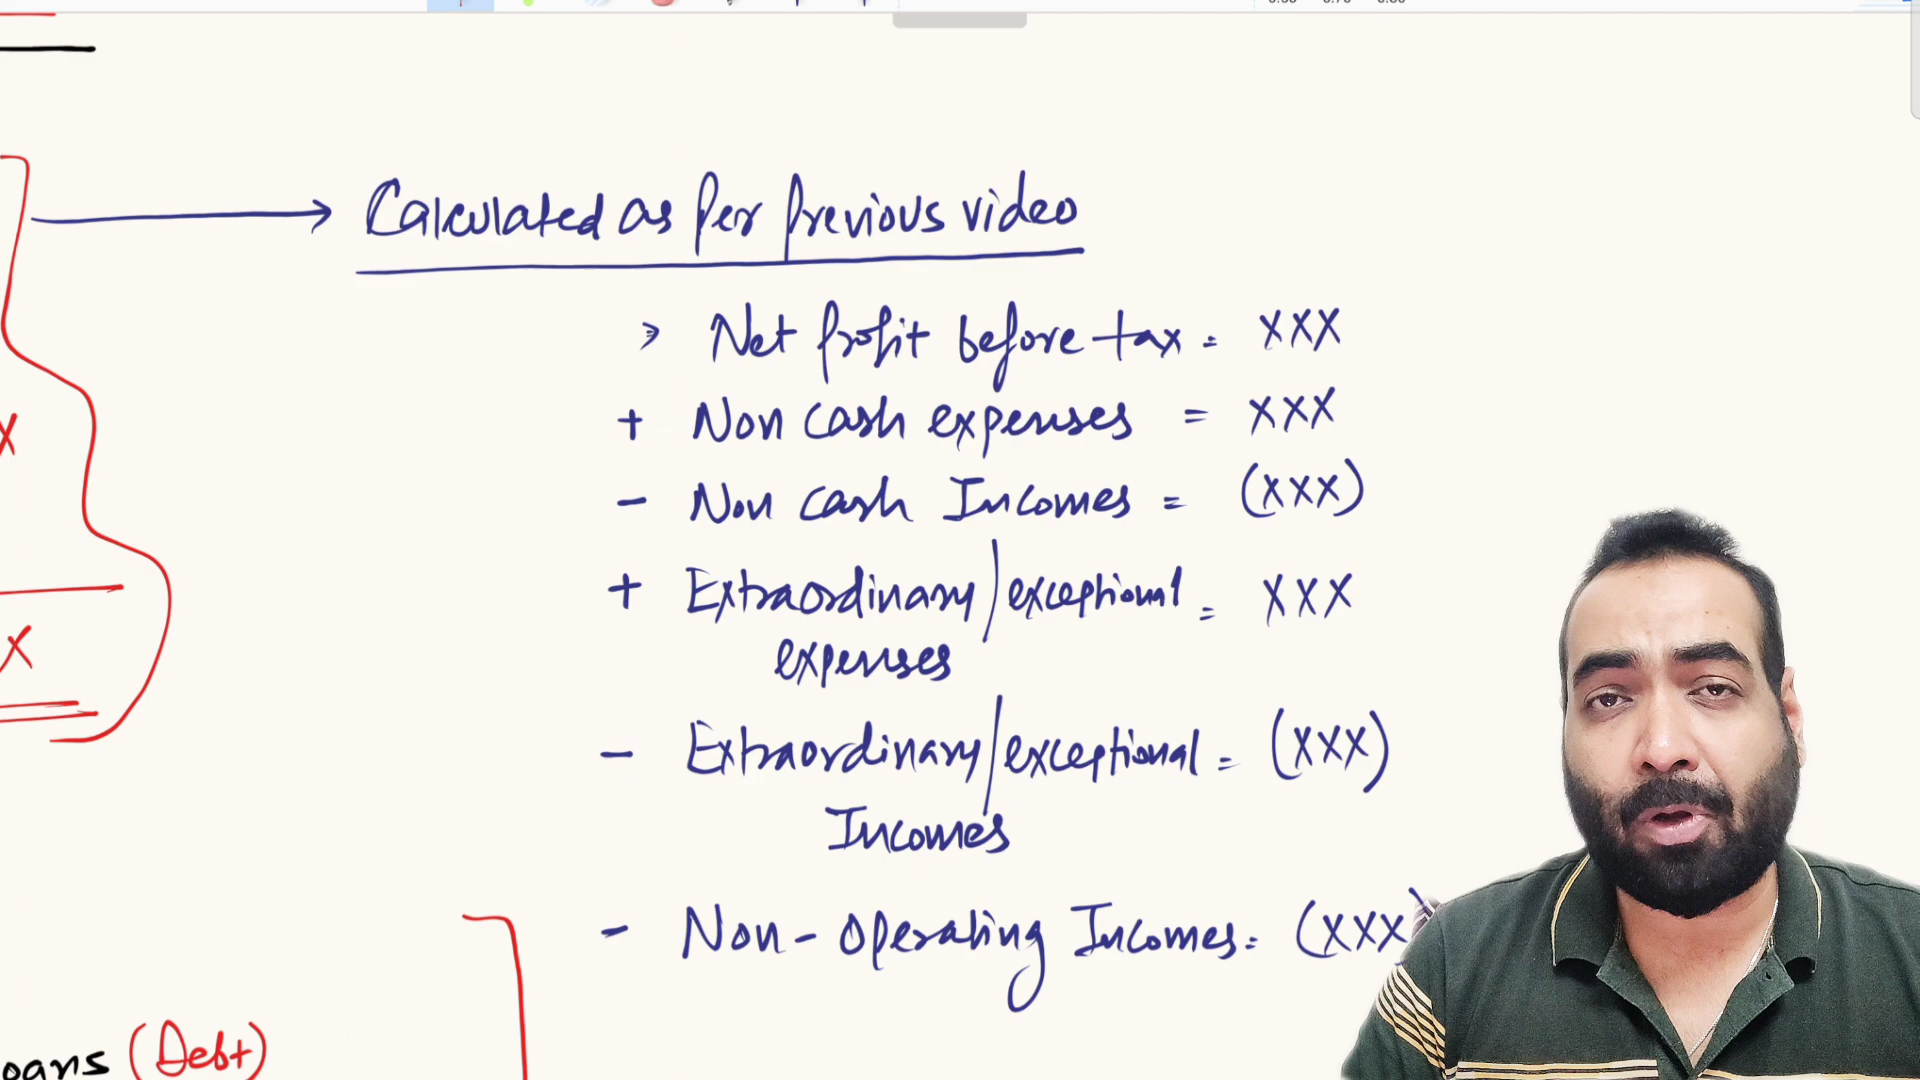 Calculated as Per Previous video
Net profit before tax = XXX
+ Non cash expenses = XXX
- Non cash Incomes = (XXX)
+ Extraordinary/exceptional = XXX
expenses
- Extraordinary/exceptional = (XXX)
Incomes
- Non-Operating Incomes = (XXX)
X
X
oans (Debt)